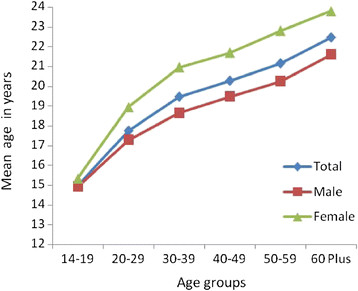 24
23
22
21
20
19
18
17
16
15
14
13
12
Mean age in years
14-19 20-29 30-39 40-49 50-59 60 Plus
Age groups
Total
Male
Female